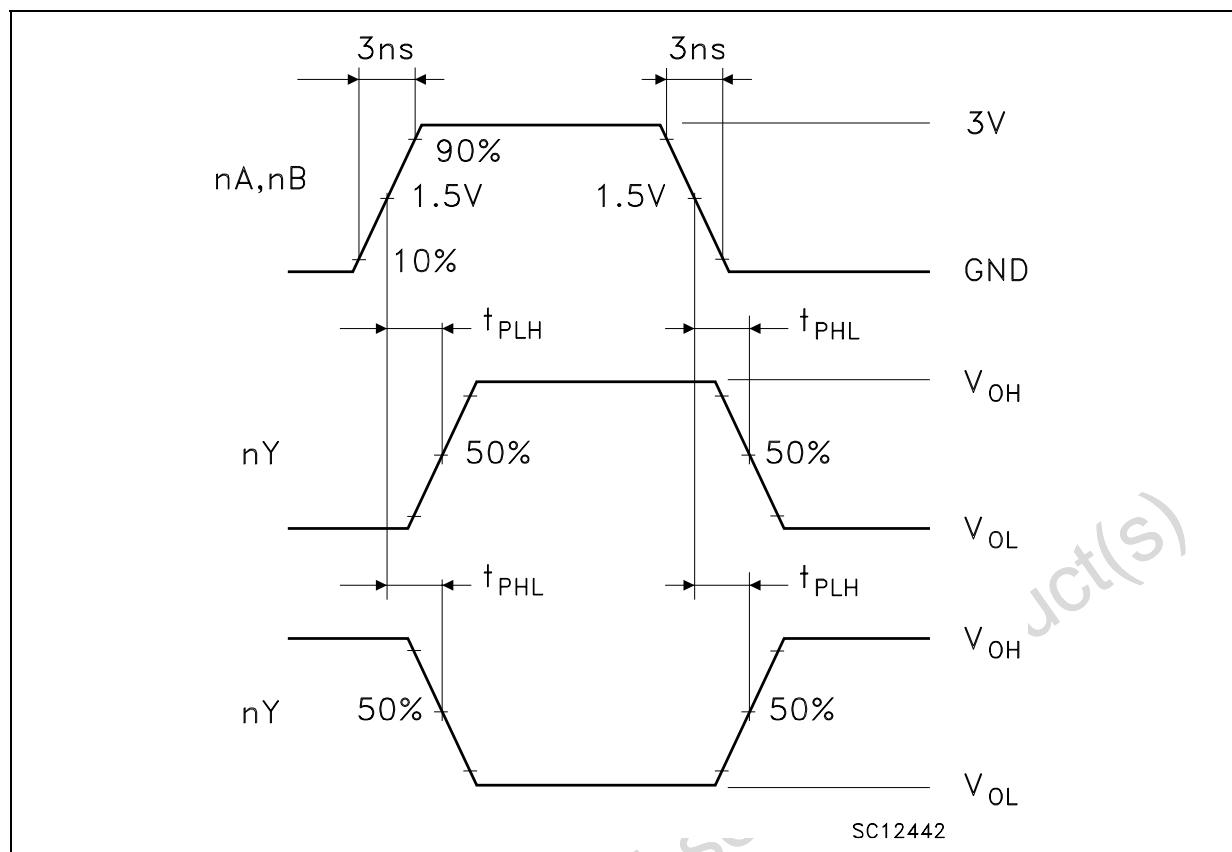 3ns 3ns
3V
90%
nA,nB 1.5V 1.5V
10% GND
tPLH tPHL
VOH
nY 50% 50%
VOL
tPHL tPLH
VOH
nY 50% 50%
VOL
SC12442